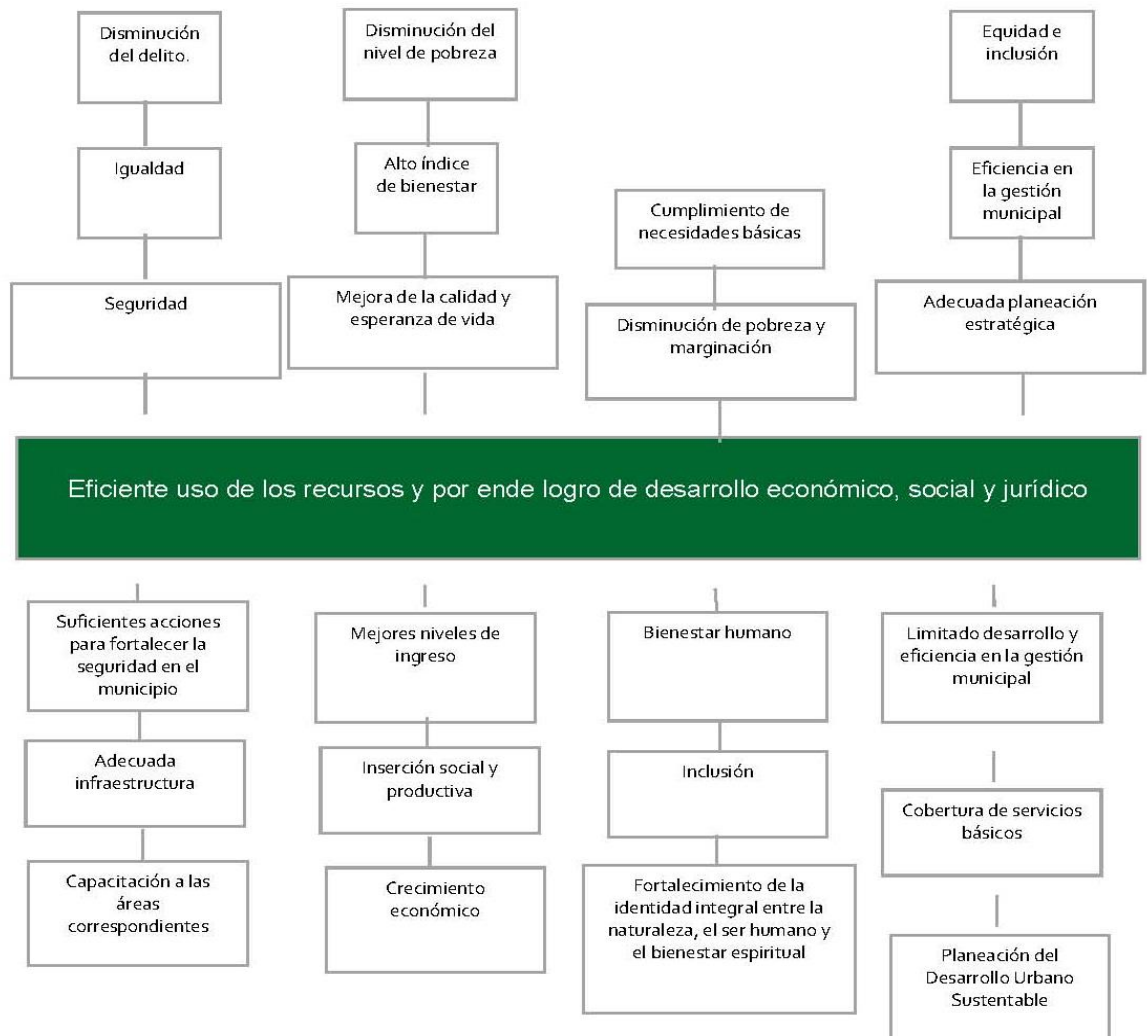 Disminución
del delito.
Disminución del
nivel de pobreza
Equidad e
inclusión
Igualdad
Alto índice
de bienestar
Eficiencia en
la gestión
municipal
Cumplimiento de
necesidades básicas
Seguridad
Mejora de la calidad y
esperanza de vida
Disminución de pobreza y
marginación
Adecuada planeación
estratégica
Eficiente uso de los recursos y por ende logro de desarrollo económico, social y jurídico
Suficientes acciones
para fortalecer la
seguridad en el
municipio
Mejores niveles de
ingreso
Bienestar humano
Limitado desarrollo y
eficiencia en la gestión
municipal
Adecuada
infraestructura
Inserción social y
productiva
Inclusión
Cobertura de servicios
básicos
Capacitación a las
áreas
correspondientes
Crecimiento
económico
Fortalecimiento de la
identidad integral entre la
naturaleza, el ser humano y
el bienestar espiritual
Planeación del
Desarrollo Urbano
Sustentable